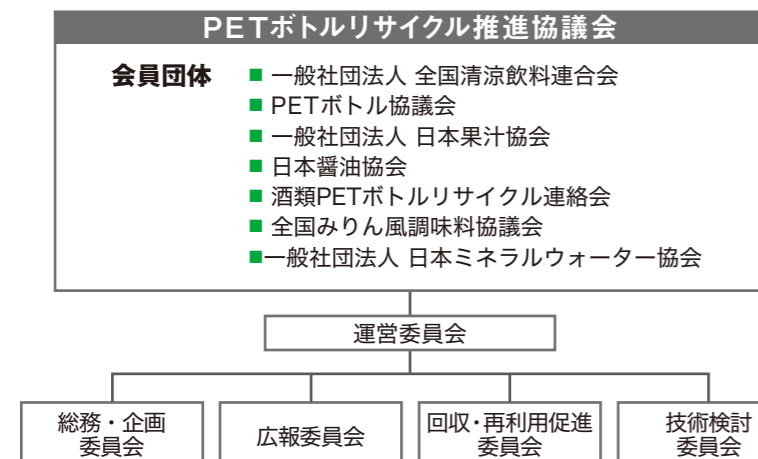 PETボトルリサイクル推進協議会
会員団体
■ 一般社団法人 全国清涼飲料連合会
■ PETボトル協議会
■ 一般社団法人 日本果汁協会
■ 日本醤油協会
■ 酒類PETボトルリサイクル連絡会
■ 全国みりん風調味料協議会
■一般社団法人 日本ミネラルウォーター協会
運営委員会
総務・企画
委員会
広報委員会
回収・再利用促進
委員会
技術検討
委員会